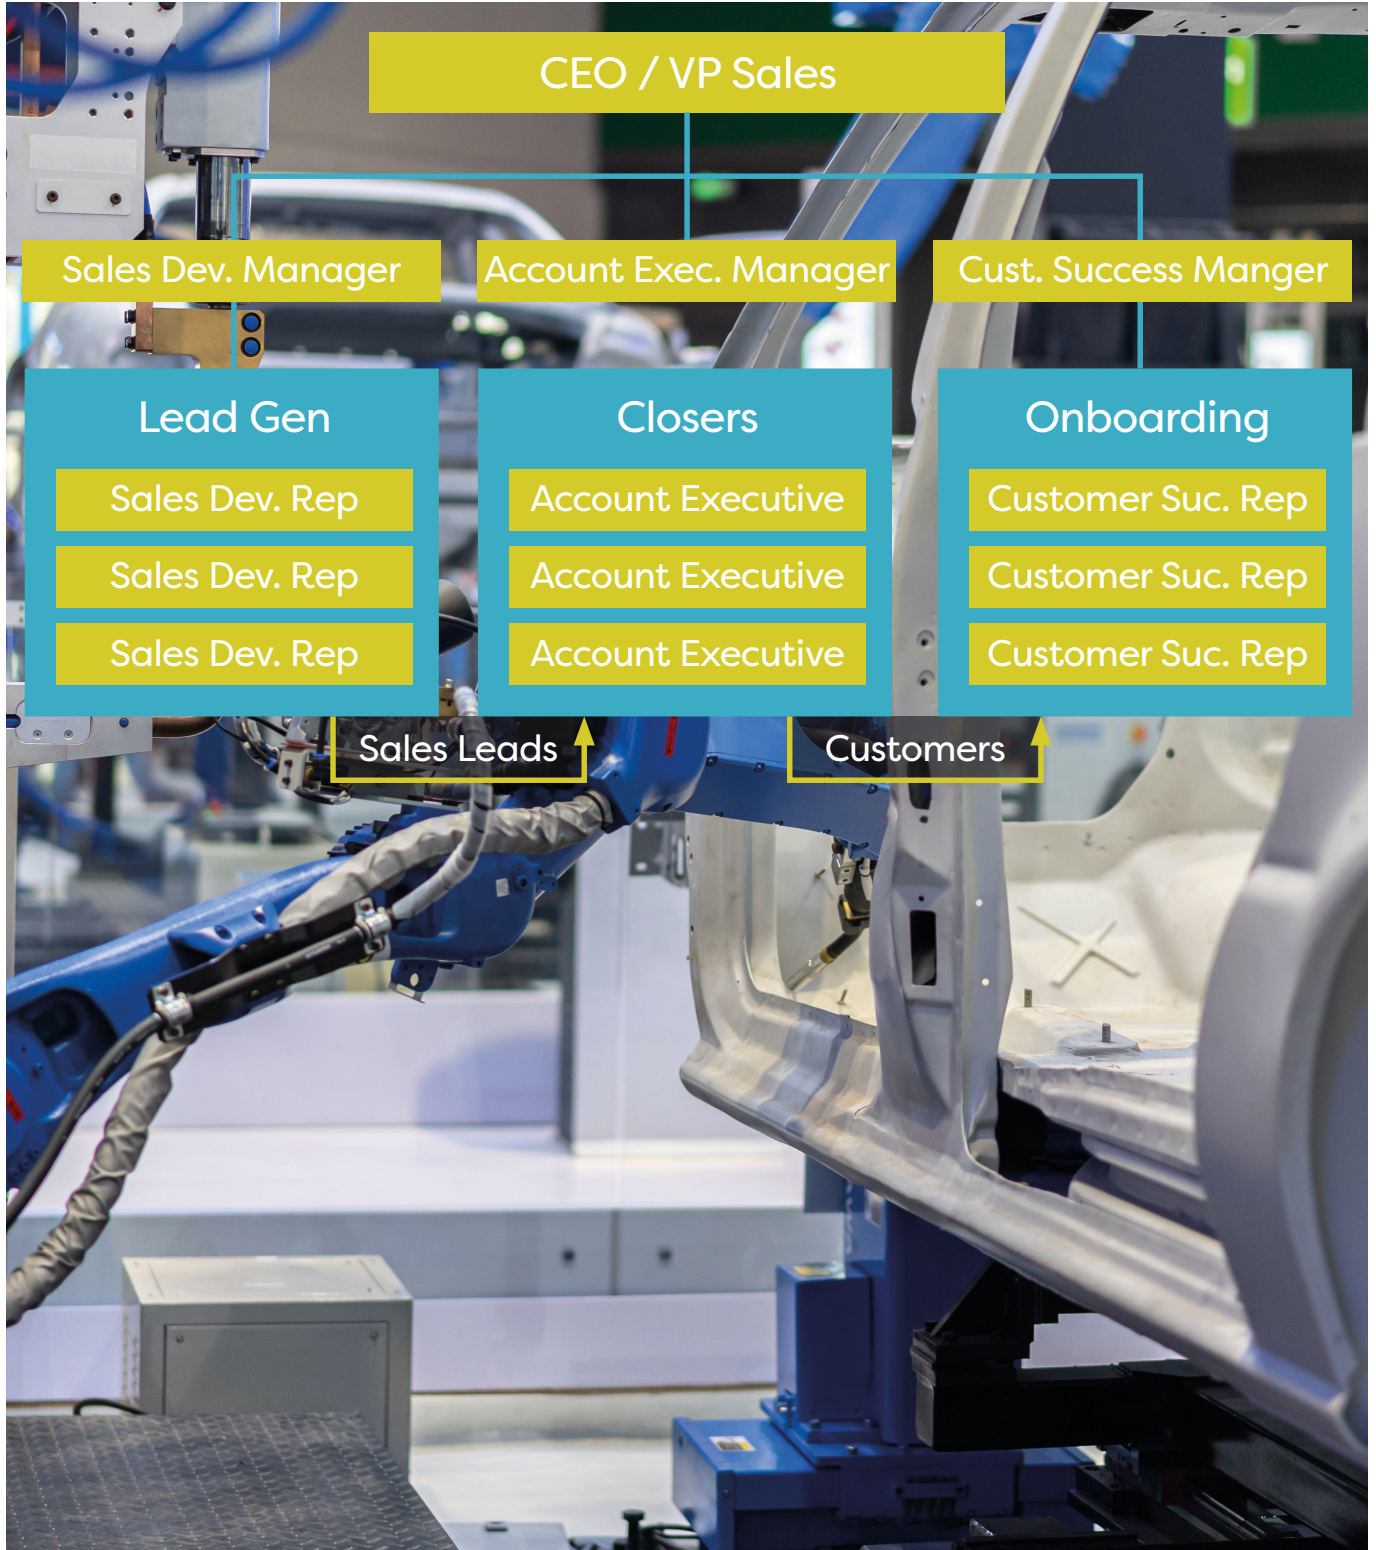 CEO / VP Sales
Sales Dev. Manager
Account Exec. Manager
Cust. Success Manger
Lead Gen
Sales Dev. Rep
Sales Dev. Rep
Sales Dev. Rep
Closers
Account Executive
Account Executive
Account Executive
Onboarding
Customer Suc. Rep
Customer Suc. Rep
Customer Suc. Rep
Sales Leads
Customers